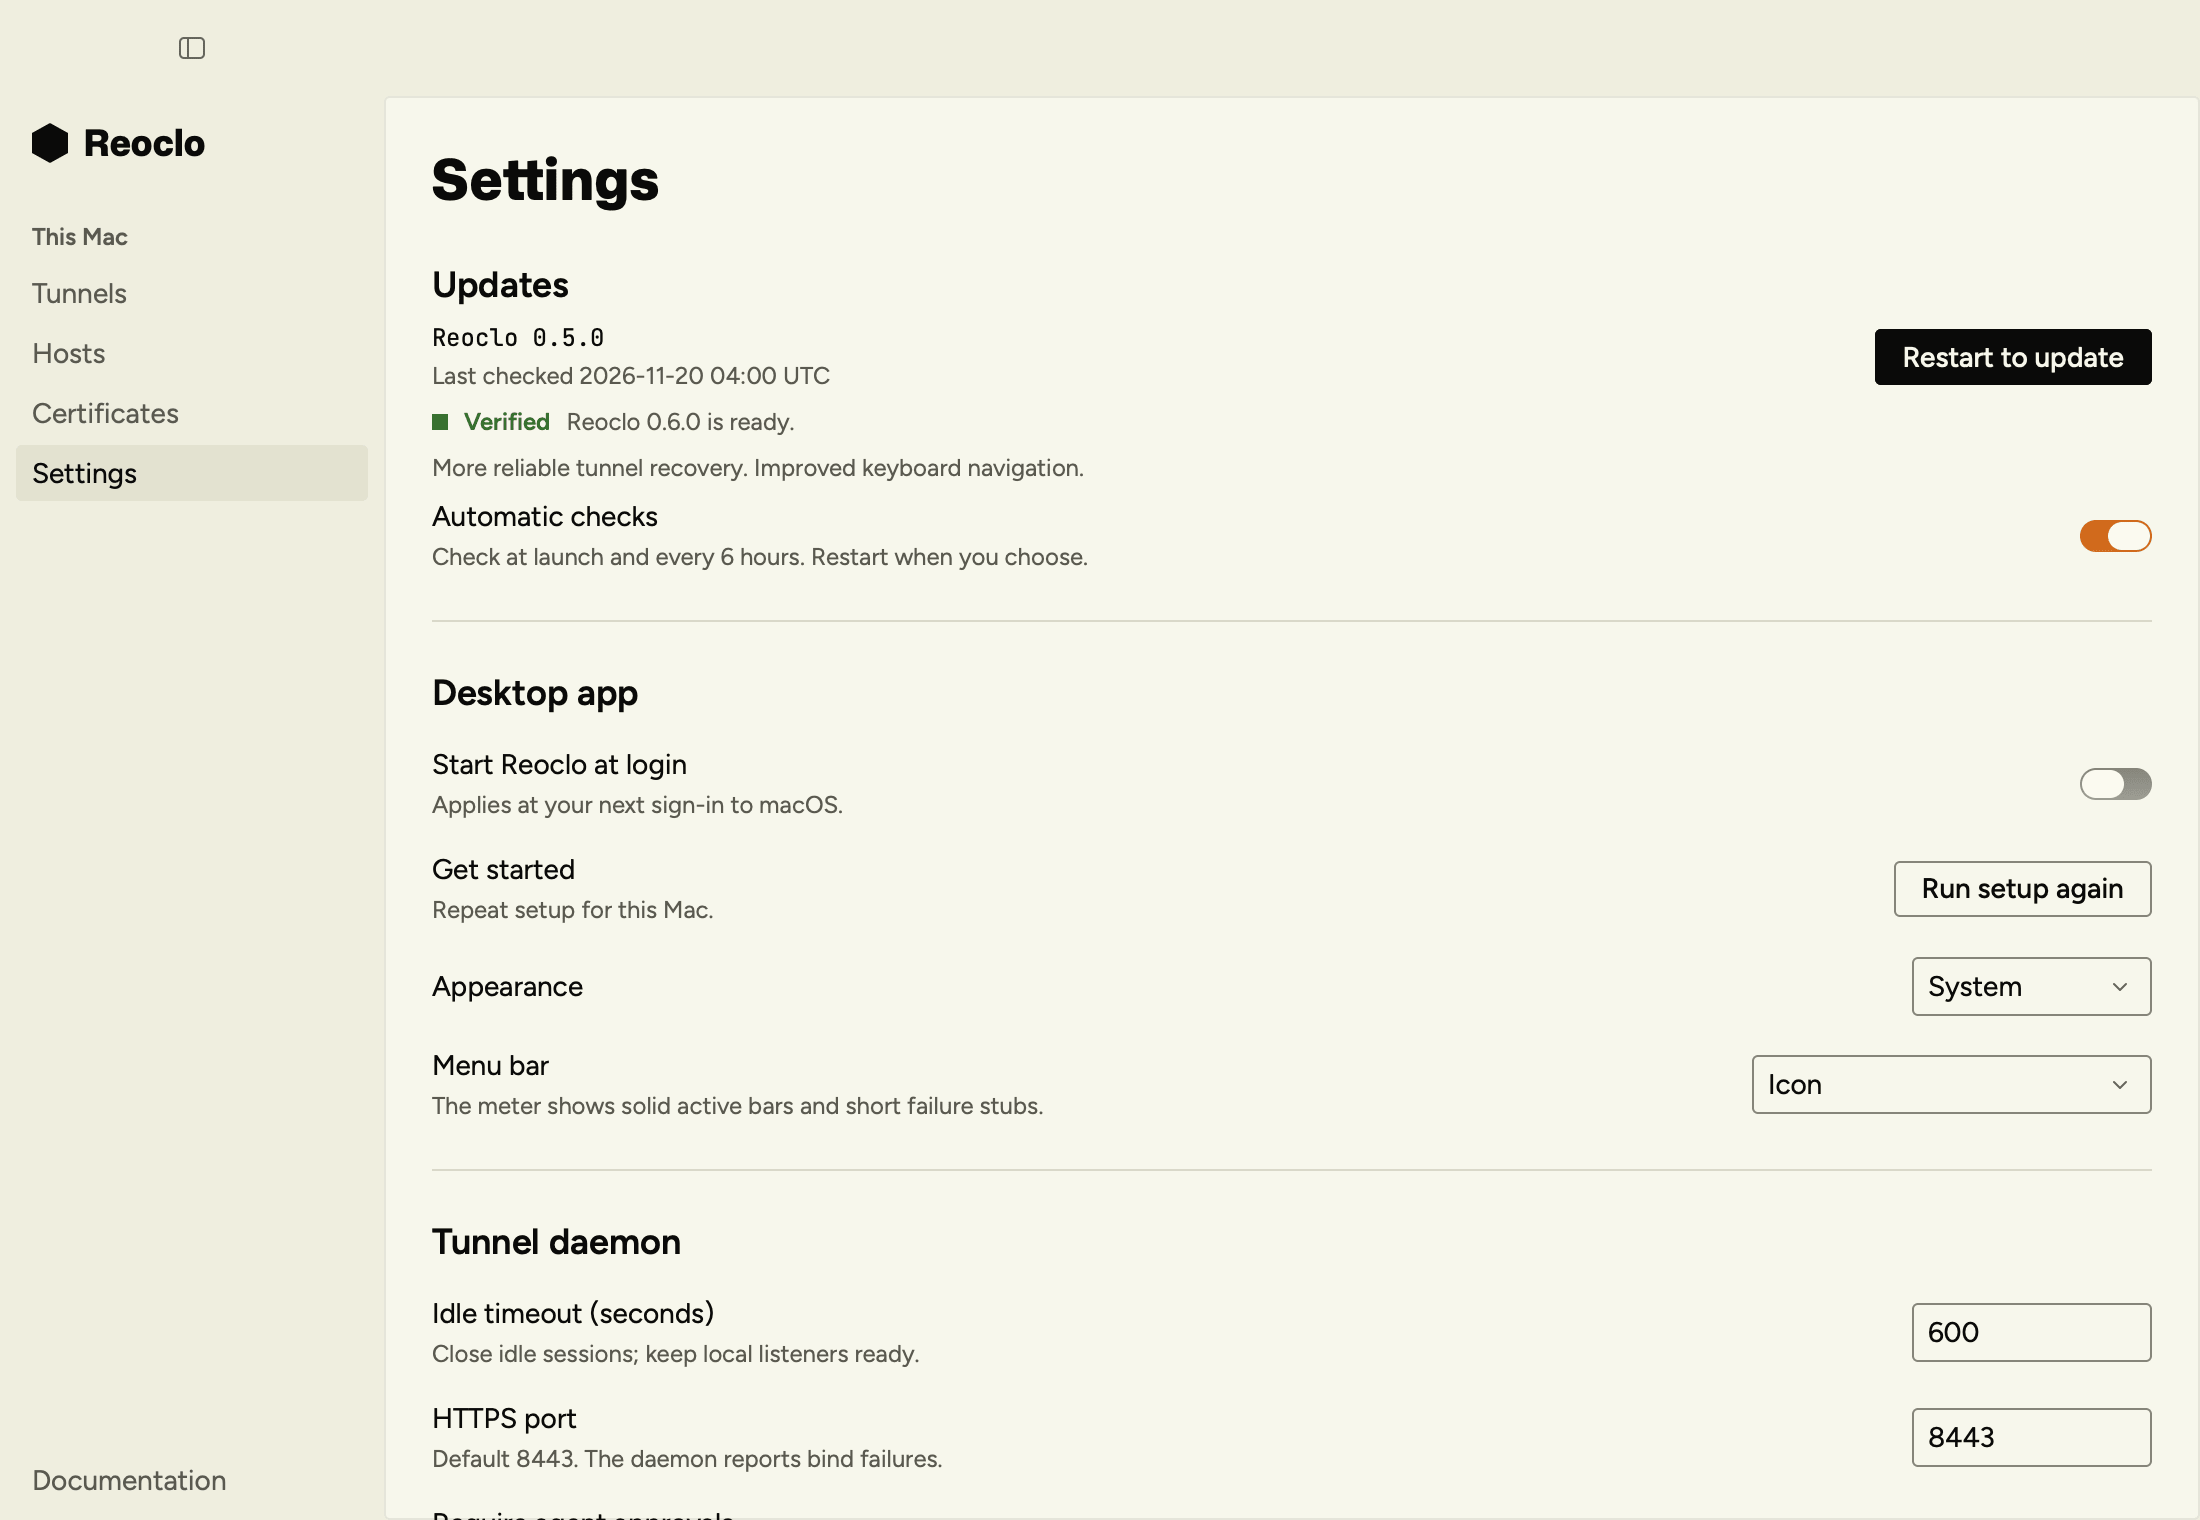 Reoclo
This Mac
Tunnels
Hosts
Certificates
Settings
Documentation
Settings
Updates
Reoclo 0.5.0
Last checked 2026-11-20 04:00 UTC
Restart to update
Verified Reoclo 0.6.0 is ready.
More reliable tunnel recovery. Improved keyboard navigation.
Automatic checks
Check at launch and every 6 hours. Restart when you choose.
Desktop app
Start Reoclo at login
Applies at your next sign-in to macOS.
Get started
Repeat setup for this Mac.
Run setup again
Appearance
System
Menu bar
The meter shows solid active bars and short failure stubs.
Icon
Tunnel daemon
Idle timeout (seconds)
Close idle sessions; keep local listeners ready.
600
HTTPS port
Default 8443. The daemon reports bind failures.
8443
Require agent approvals